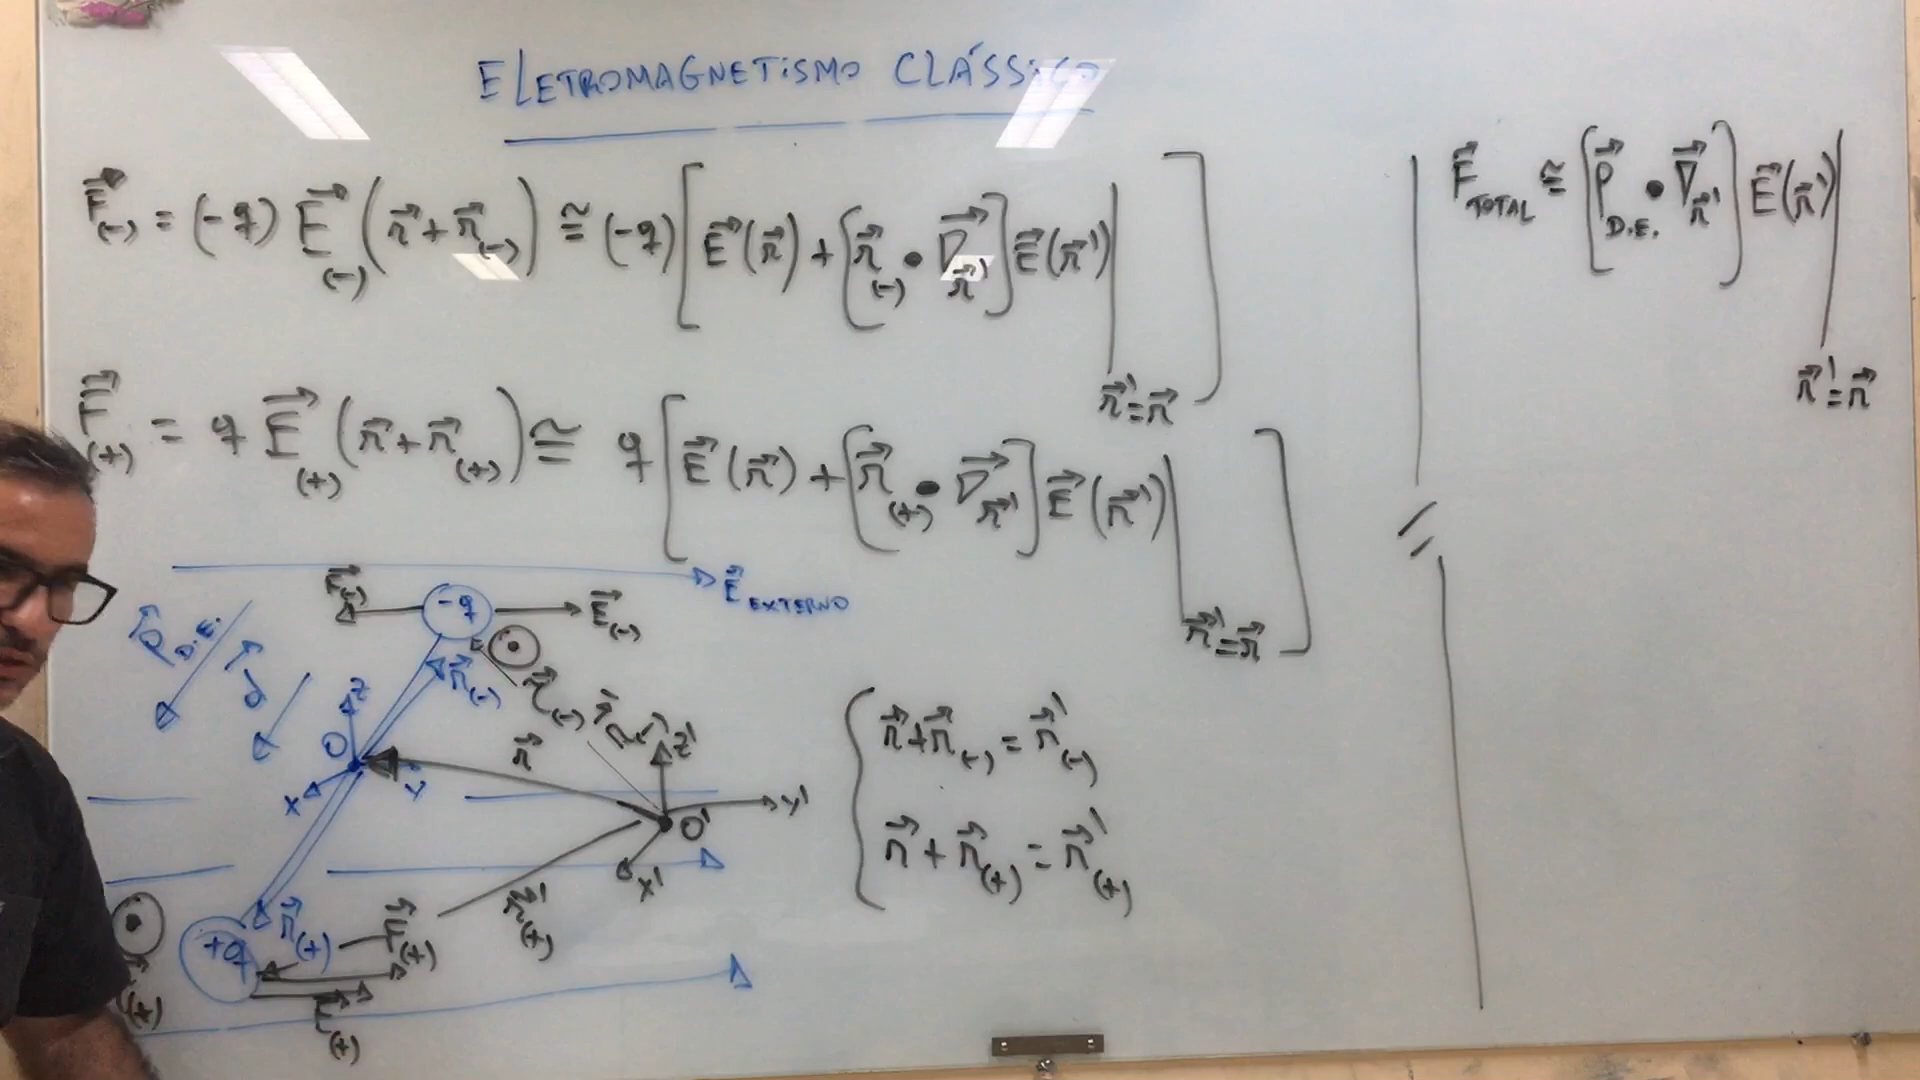 ELETROMAGNETiSMO CLÁSSiCO
F⃗(-) = (-q) E⃗(-) (r⃗+r⃗(-)) ≅ (-q) [E⃗(r⃗) + [r⃗(-) • ∇⃗r⃗'] E⃗(r⃗')| r⃗'=r⃗ ]
F⃗(+) = q E⃗(+) (r⃗+r⃗(+)) ≅ q [E⃗(r⃗) + [r⃗(+) • ∇⃗r⃗'] E⃗(r⃗')| r⃗'=r⃗ ]
F⃗TOTAL ≅ [P⃗D.E. • ∇⃗r⃗'] E⃗(r⃗')| r⃗'=r⃗
E⃗ EXTERNO
F⃗(-) -q E⃗(-)
P⃗D.E. d⃗
r⃗(-) r⃗'(-)
Z O X Y
r⃗
Z' Y' O' X'
r⃗+r⃗(-) = r⃗'(-)
r⃗+r⃗(+) = r⃗'(+)
+q r⃗(+) F⃗(+) r⃗'(+)
E⃗(+)
(+)